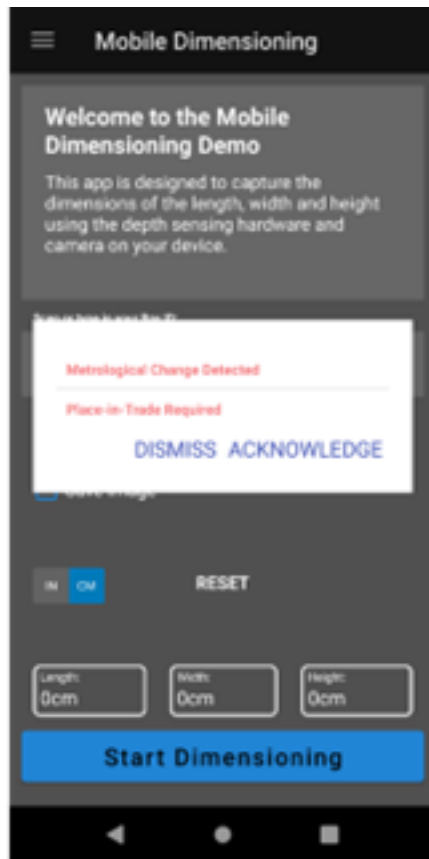 Mobile Dimensioning
Welcome to the Mobile
Dimensioning Demo
This app is designed to capture the
dimensions of the length, width and height
using the depth sensing hardware and
camera on your device.
Metrological Change Detected
Place-in-Trade Required
DISMISS ACKNOWLEDGE
Save Image
IN CM RESET
Length: Width: Height:
0cm 0cm 0cm
Start Dimensioning